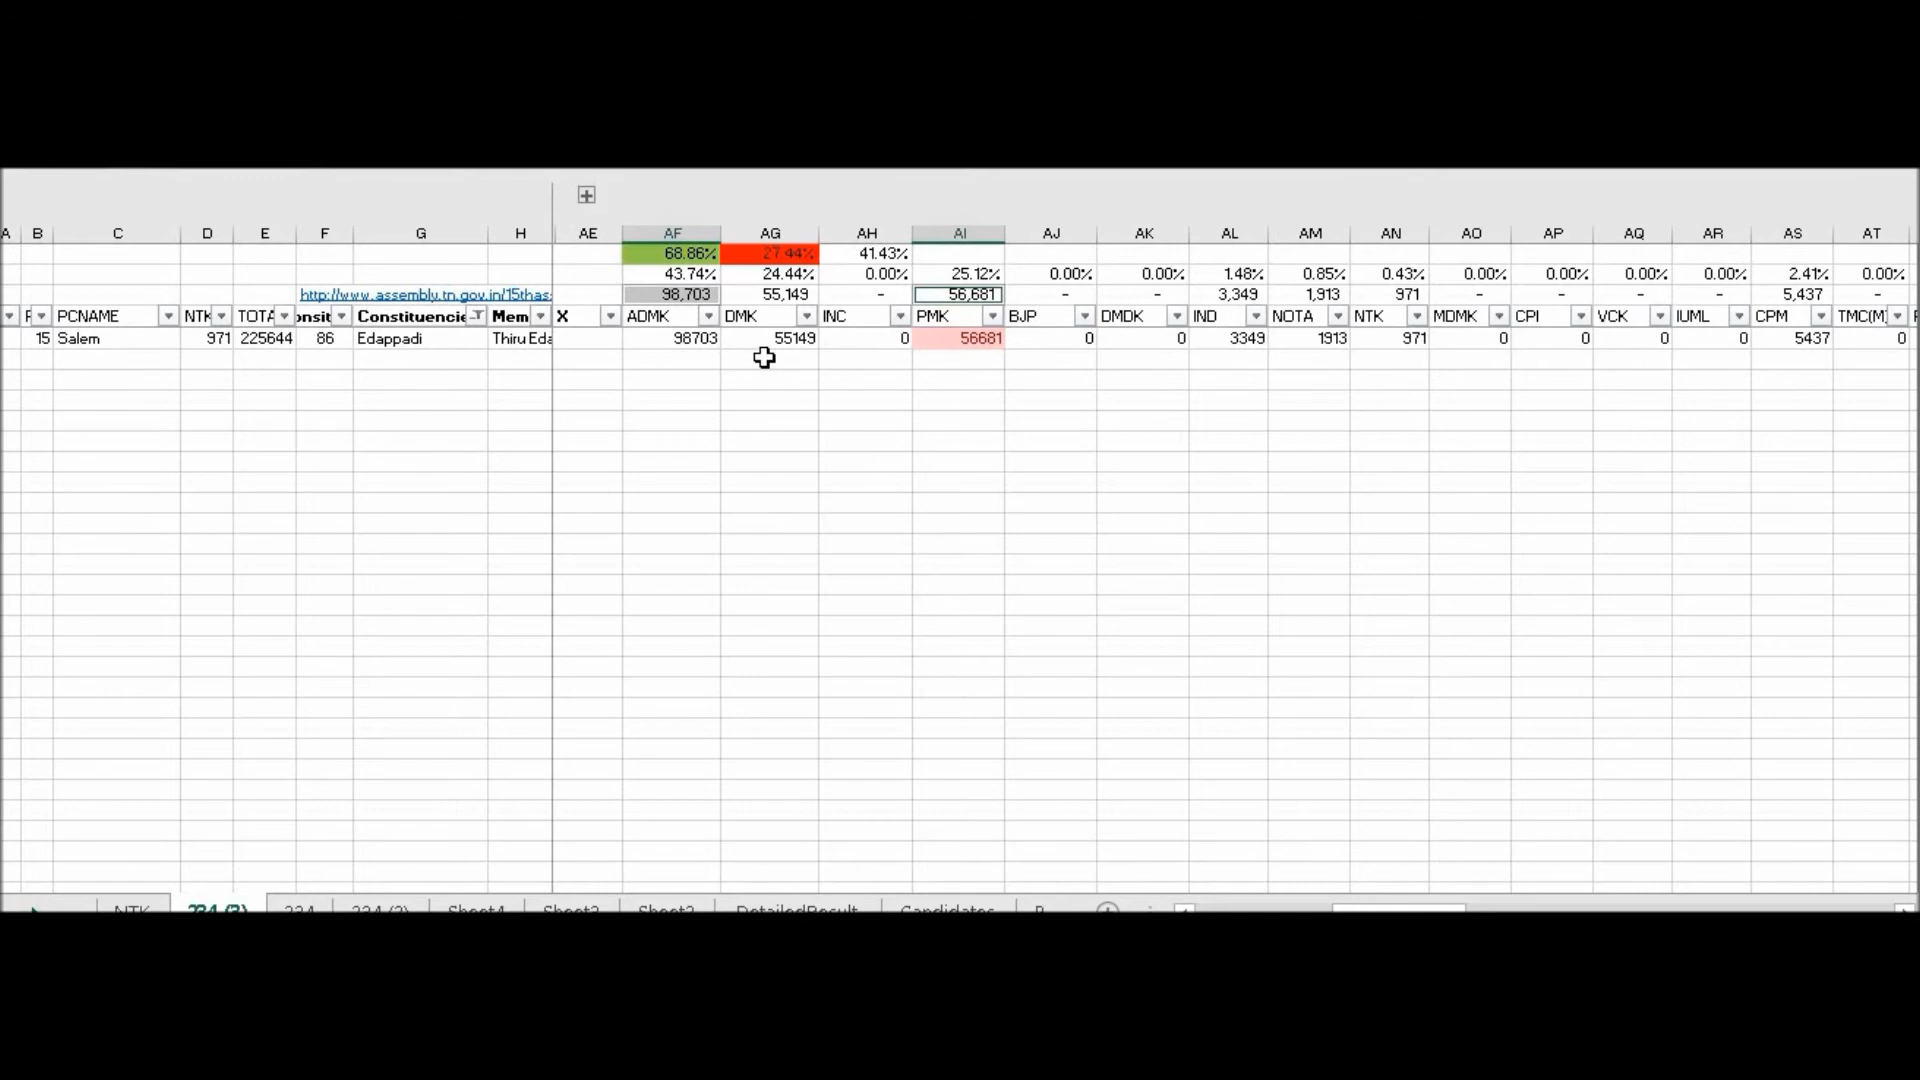 A B C D E F G H AE AF AG AH AI AJ AK AL AM AN AO AP AQ AR AS AT
68.86% 27.44% 41.43%
43.74% 24.44% 0.00% 25.12% 0.00% 0.00% 1.48% 0.85% 0.43% 0.00% 0.00% 0.00% 0.00% 2.41% 0.00%
http://www.assembly.tn.gov.in/15thas: 98,703 55,149 - 56,681 - - 3,349 1,913 971 - - - - 5,437 -
PCNAME NTK TOTA onsit Constituencie Mem X ADMK DMK INC PMK BJP DMDK IND NOTA NTK MDMK CPI VCK IUML CPM TMC(M)
15 Salem 971 225644 86 Edappadi Thiru Eda 98703 55149 0 56681 0 0 3349 1913 971 0 0 0 0 5437 0
NTK 234 (3) 234 234 (2) Sheet4 Sheet3 Sheet2 DetailedResult Candidates